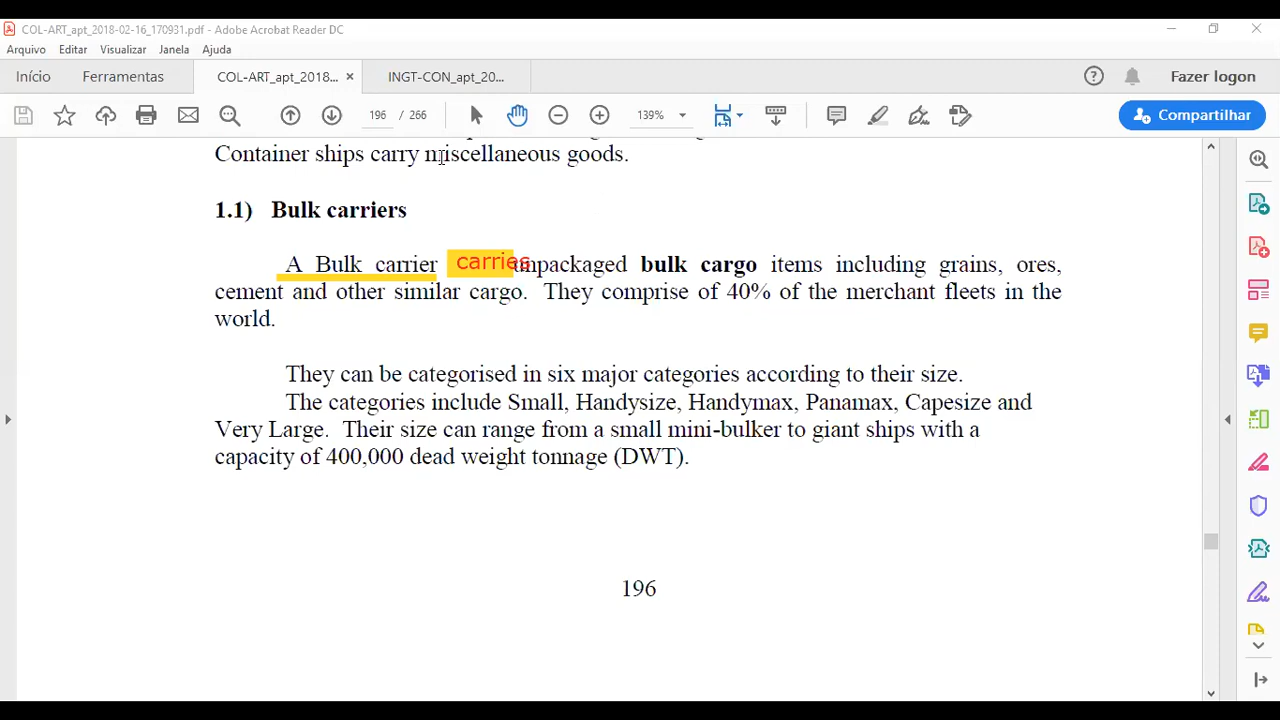 COL-ART_apt_2018-02-16_170931.pdf - Adobe Acrobat Reader DC
Arquivo Editar Visualizar Janela Ajuda
Início Ferramentas COL-ART_apt_2018... × INGT-CON_apt_20... Fazer logon
196 / 266 139% Compartilhar
Container ships carry miscellaneous goods.
1.1) Bulk carriers
A Bulk carrier carries unpackaged bulk cargo items including grains, ores,
cement and other similar cargo. They comprise of 40% of the merchant fleets in the
world.
They can be categorised in six major categories according to their size.
The categories include Small, Handysize, Handymax, Panamax, Capesize and
Very Large. Their size can range from a small mini-bulker to giant ships with a
capacity of 400,000 dead weight tonnage (DWT).
196